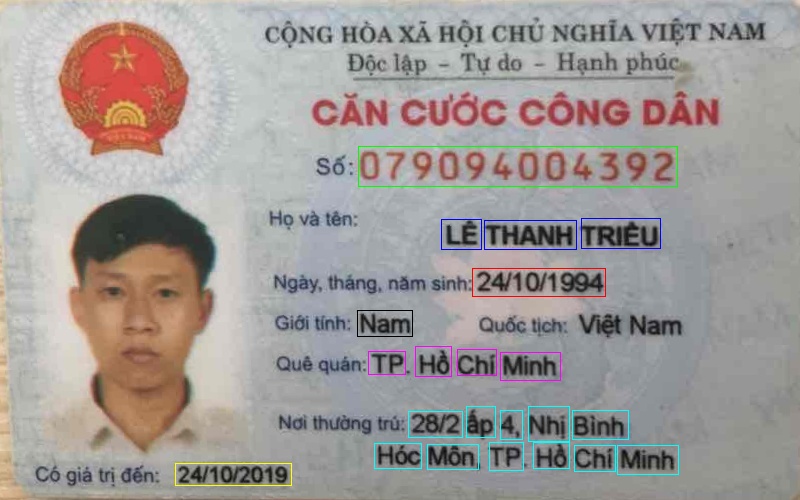 CỘNG HÒA XÃ HỘI CHỦ NGHĨA VIỆT NAM
Độc lập - Tự do - Hạnh phúc
CĂN CƯỚC CÔNG DÂN
Số: 079094004392
Họ và tên:
LÊ THANH TRIỀU
Ngày, tháng, năm sinh: 24/10/1994
Giới tính: Nam Quốc tịch: Việt Nam
Quê quán: TP. Hồ Chí Minh
Nơi thường trú: 28/2 ấp 4, Nhị Bình
Hóc Môn, TP. Hồ Chí Minh
Có giá trị đến: 24/10/2019